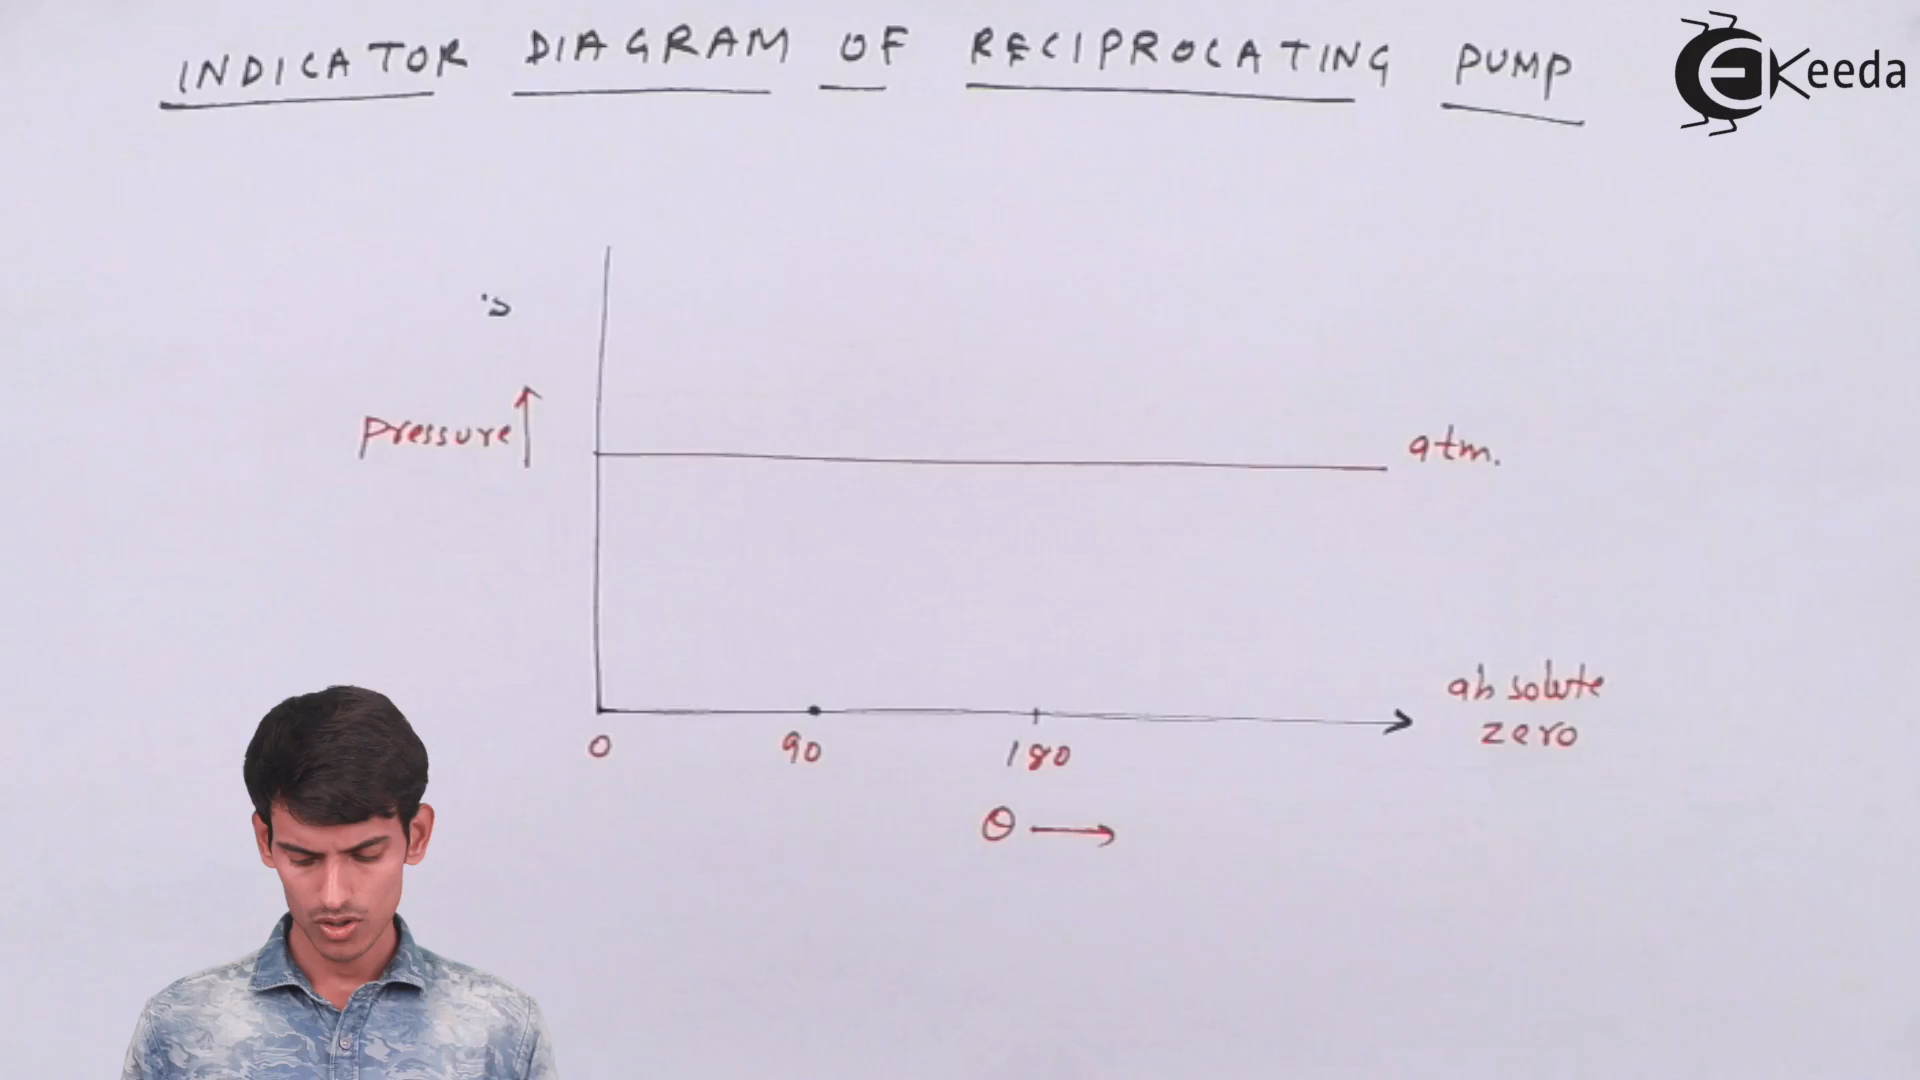 INDICATOR DIAGRAM OF RECIPROCATING PUMP
Keeda
Pressure
atm.
absolute
zero
0 90 180
θ